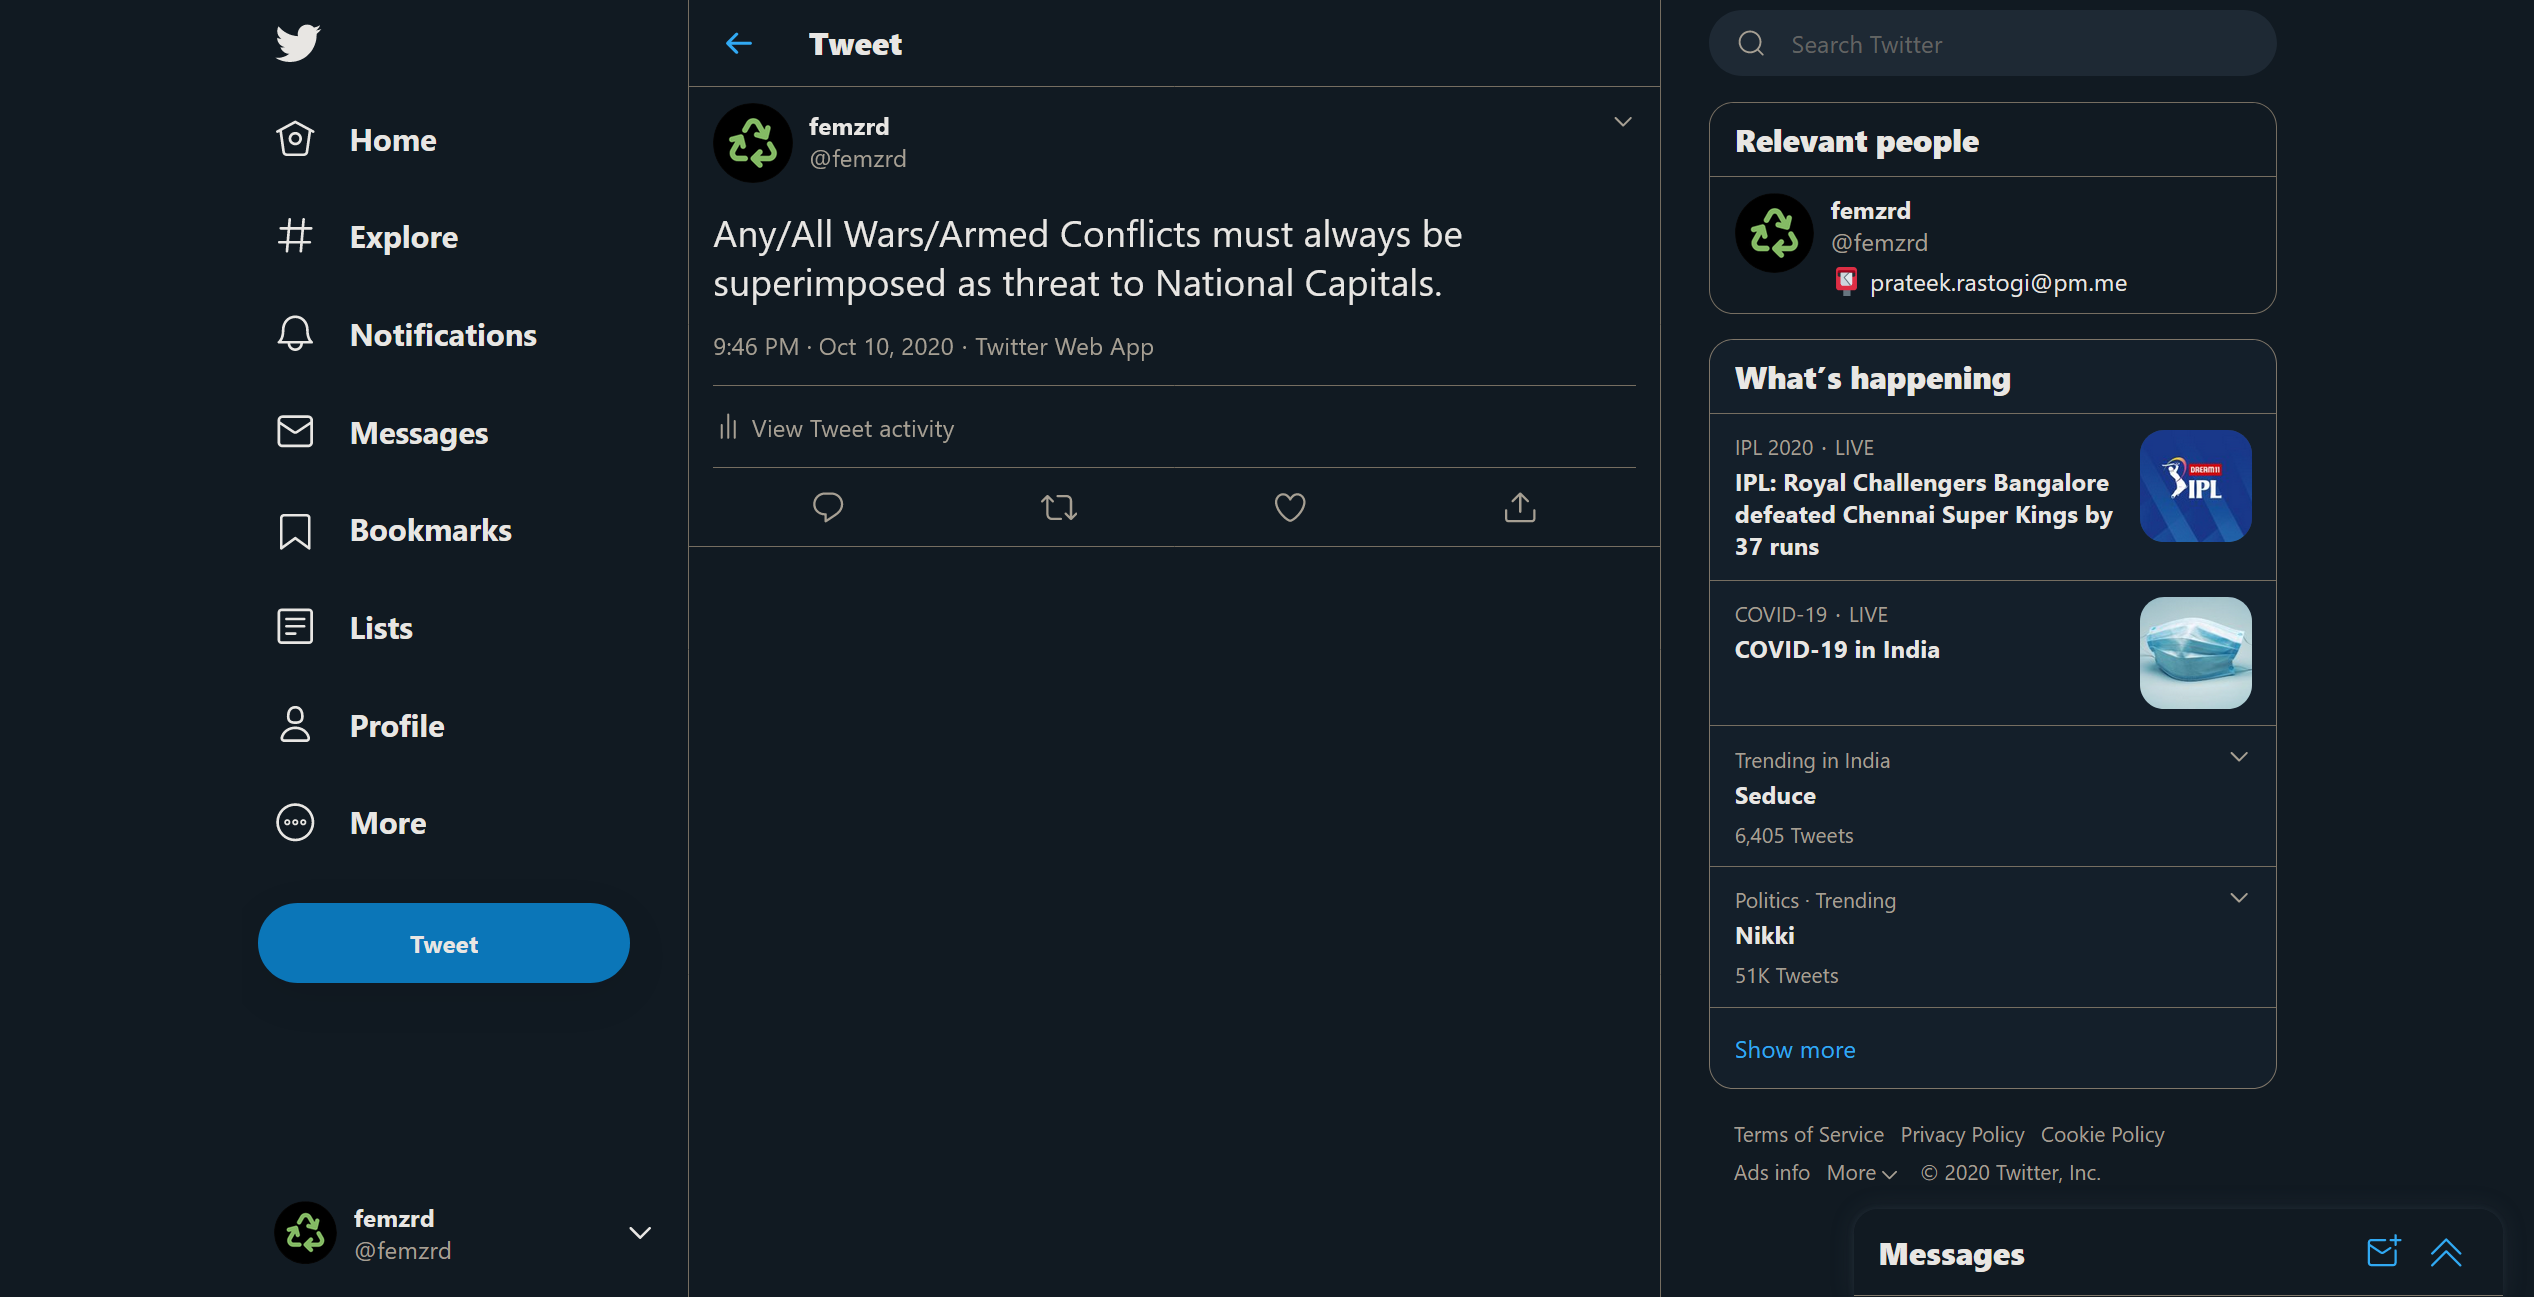 Home
Explore
Notifications
Messages
Bookmarks
Lists
Profile
More
Tweet
femzrd
@femzrd
Tweet
femzrd
@femzrd
Any/All Wars/Armed Conflicts must always be
superimposed as threat to National Capitals.
9:46 PM · Oct 10, 2020 · Twitter Web App
View Tweet activity
Search Twitter
Relevant people
femzrd
@femzrd
prateek.rastogi@pm.me
What's happening
IPL 2020 · LIVE
IPL: Royal Challengers Bangalore
defeated Chennai Super Kings by
37 runs
DREAM11
IPL
COVID-19 · LIVE
COVID-19 in India
Trending in India
Seduce
6,405 Tweets
Politics · Trending
Nikki
51K Tweets
Show more
Terms of Service Privacy Policy Cookie Policy
Ads info More © 2020 Twitter, Inc.
Messages